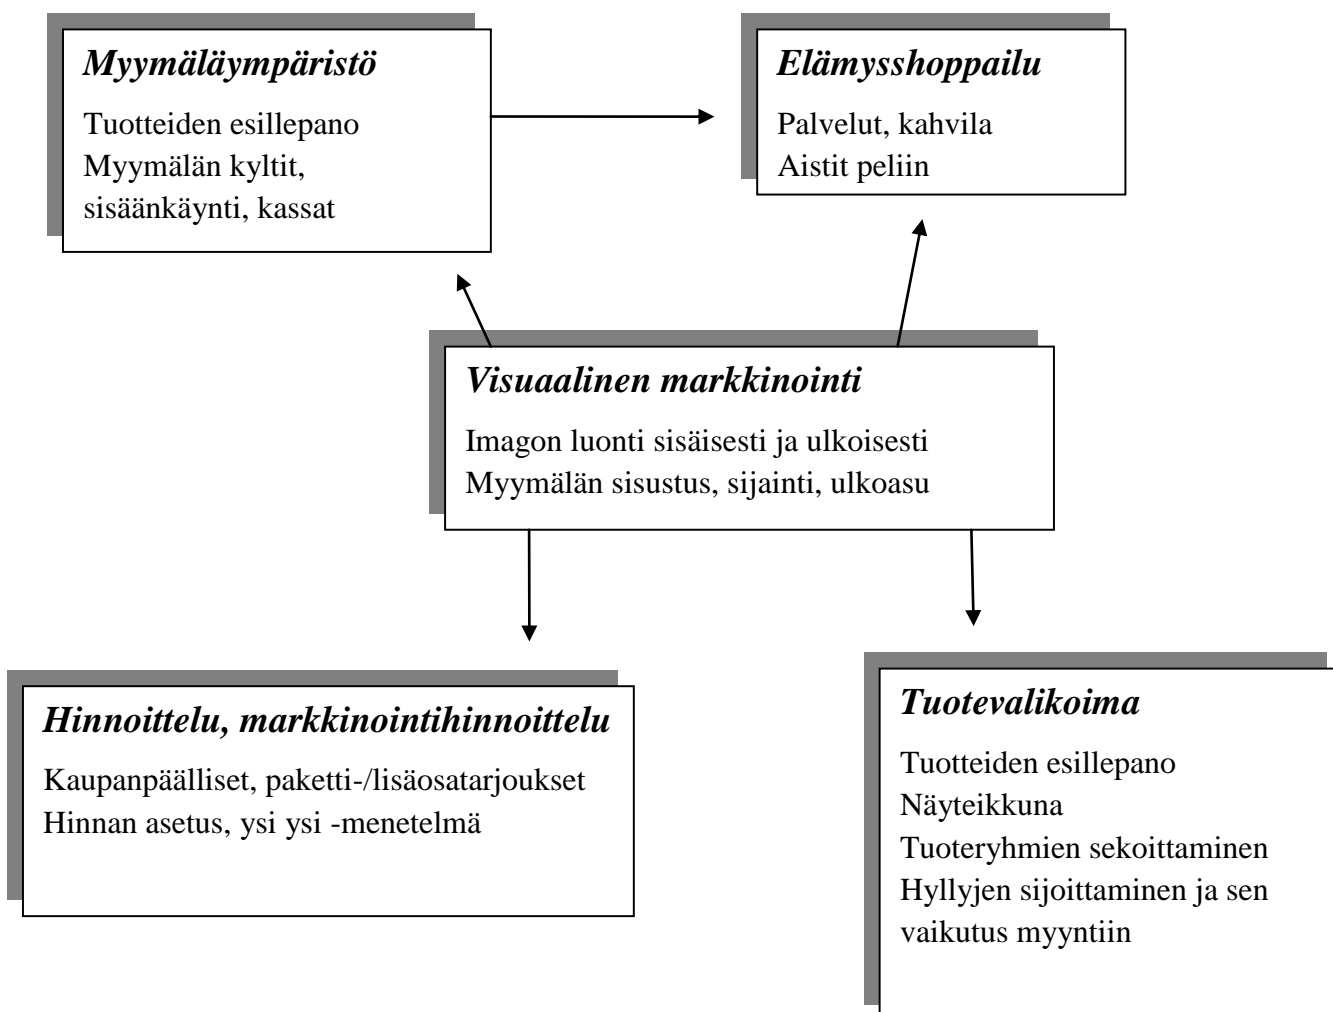 Myymäläympäristö
Tuotteiden esillepano
Myymälän kyltit,
sisäänkäynti, kassat
Elämysshoppailu
Palvelut, kahvila
Aistit peliin
Visuaalinen markkinointi
Imagon luonti sisäisesti ja ulkoisesti
Myymälän sisustus, sijainti, ulkoasu
Hinnoittelu, markkinointihinnoittelu
Kaupanpäälliset, paketti-/lisäosatarjoukset
Hinnan asetus, ysi ysi -menetelmä
Tuotevalikoima
Tuotteiden esillepano
Näyteikkuna
Tuoteryhmien sekoittaminen
Hyllyjen sijoittaminen ja sen
vaikutus myyntiin